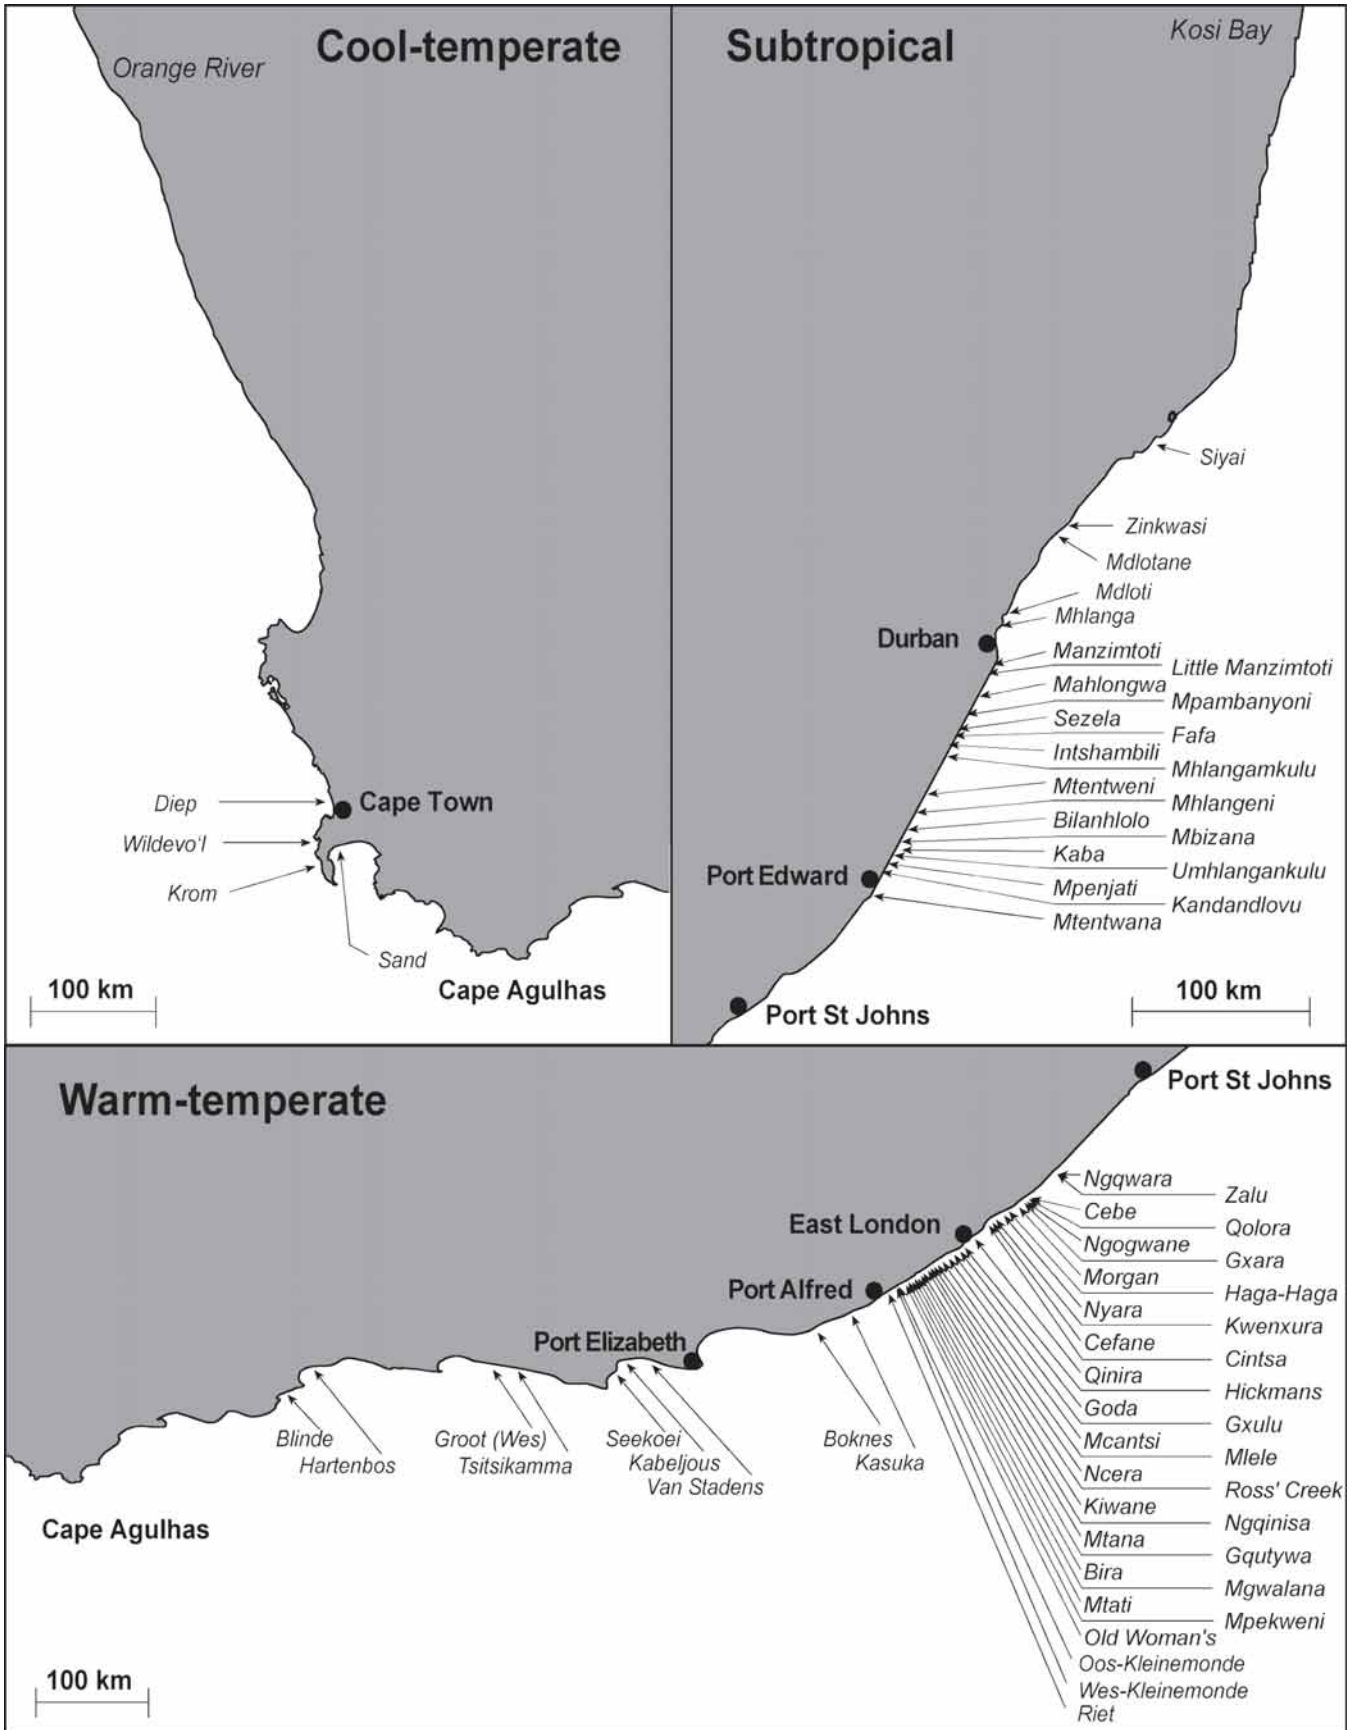 Cool-temperate
Orange River
Diep
Cape Town
Wildevo'l
Krom
Sand
Cape Agulhas
100 km
Subtropical
Kosi Bay
Siyai
Zinkwasi
Mdlotane
Mdloti
Mhlanga
Durban
Manzimtoti
Little Manzimtoti
Mahlongwa
Mpambanyoni
Sezela
Fafa
Intshambili
Mhlangamkulu
Mtentweni
Mhlangeni
Bilanhlolo
Mbizana
Kaba
Umhlangankulu
Port Edward
Mpenjati
Kandandlovu
Mtentwana
100 km
Port St Johns
Warm-temperate
Port St Johns
Ngqwara
Zalu
Cebe
Qolora
East London
Ngogwane
Gxara
Morgan
Haga-Haga
Port Alfred
Nyara
Kwenxura
Port Elizabeth
Cefane
Cintsa
Qinira
Hickmans
Goda
Gxulu
Mcantsi
Mlele
Ncera
Ross' Creek
Kiwane
Ngqinisa
Mtana
Gqutywa
Bira
Mgwalana
Mtati
Mpekweni
Old Woman's
Oos-Kleinemonde
Wes-Kleinemonde
Riet
Blinde
Hartenbos
Groot (Wes)
Tsitsikamma
Seekoei
Kabeljous
Van Stadens
Boknes
Kasuka
Cape Agulhas
100 km